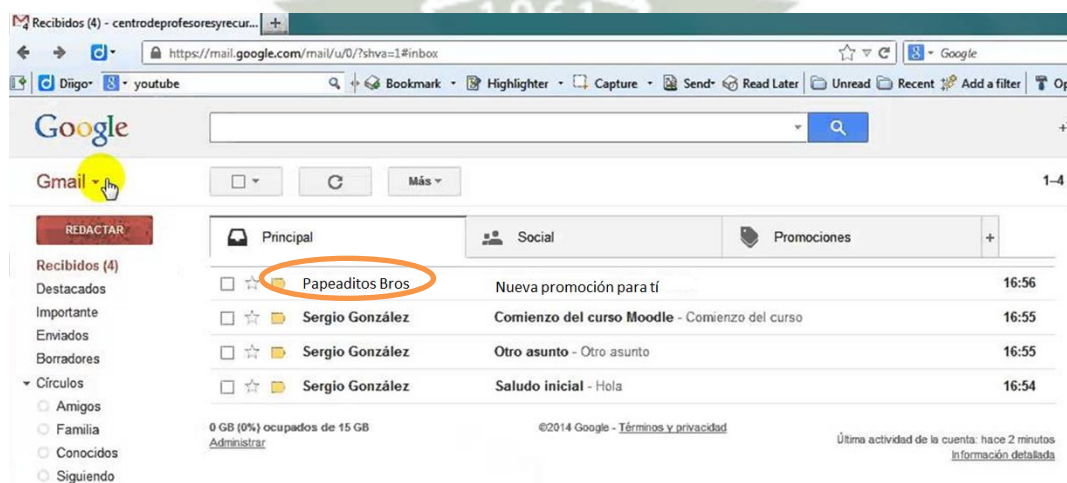 1961
Recibidos (4) - centrodeprofesoresyrecur...
https://mail.google.com/mail/u/0/?shva=1#inbox
Google
Diigo youtube Bookmark Highlighter Capture Send Read Later Unread Recent Add a filter
Google
Gmail
Más
1–4
REDACTAR
Principal Social Promociones +
Recibidos (4)
Destacados
Importante
Enviados
Borradores
Círculos
Amigos
Familia
Conocidos
Siguiendo
Papeaditos Bros Nueva promoción para tí 16:56
Sergio González Comienzo del curso Moodle - Comienzo del curso 16:55
Sergio González Otro asunto - Otro asunto 16:55
Sergio González Saludo inicial - Hola 16:54
0 GB (0%) ocupados de 15 GB
Administrar
©2014 Google - Términos y privacidad
Última actividad de la cuenta: hace 2 minutos
Información detallada